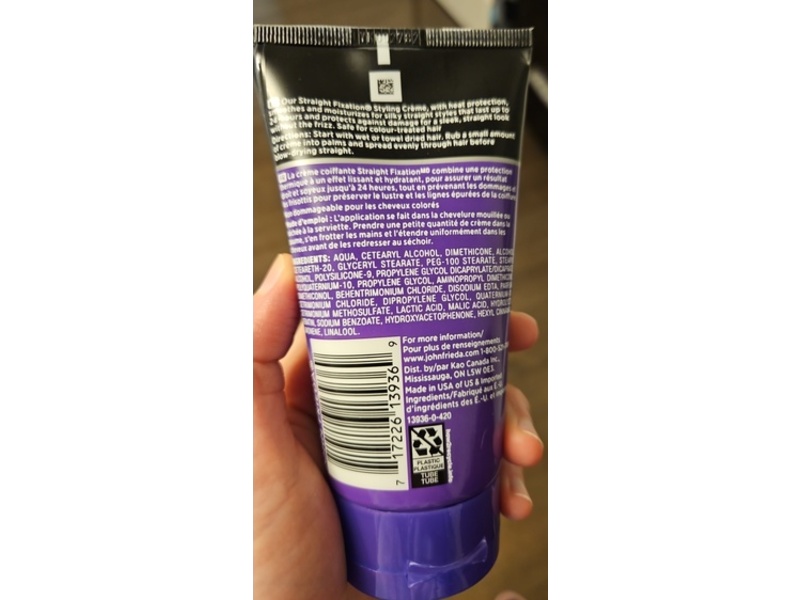 Our Straight Fixation® Styling Crème, with heat protection,
smoothes and moisturizes for silky straight styles that last up to
24 hours and protects against damage for a sleek, straight look
without the frizz. Safe for colour-treated hair
Directions: Start with wet or towel dried hair. Rub a small amount
of crème into palms and spread evenly through hair before
blow-drying straight.
La crème coiffante Straight Fixation combine une protection
thermique à un effet lissant et hydratant, pour assurer un résultat
droit et soyeux jusqu'à 24 heures, tout en prévenant les dommages et
frisottis pour préserver le lustre et les lignes épurées de la
dommageable pour les cheveux colorés
d'emploi : L'application se fait dans la chevelure mouillée ou
séchée à la serviette. Prendre une petite quantité de crème dans la
s'en frotter les mains et l'étendre uniformément dans les
avant de les redresser au séchoir.
INGREDIENTS: AQUA, CETEARYL ALCOHOL, DIMETHICONE,
STEARETH-20, GLYCERYL STEARATE, PEG-100 STEARATE,
POLYSILICONE-9, PROPYLENE GLYCOL
PROPYLENE GLYCOL, AMINOPROPYL
BEHENTRIMONIUM CHLORIDE, DISODIUM EDTA,
CHLORIDE, DIPROPYLENE GLYCOL,
METHOSULFATE, LACTIC ACID, MALIC ACID,
SODIUM BENZOATE, HYDROXYACETOPHENONE, HEXYL
LINALOOL.
For more information/
Pour plus de renseignements
www.johnfrieda.com 1-800-
Dist. by/par Kao Canada Inc.,
Mississauga, ON L5W 0E3.
Made in USA of US & Imported
Ingredients/Fabriqué aux É.-U.
d'ingrédients des É.-U. et
13936-0-420
7 17226 13936 9
PLASTIC
PLASTIQUE
TUBE
TUBE